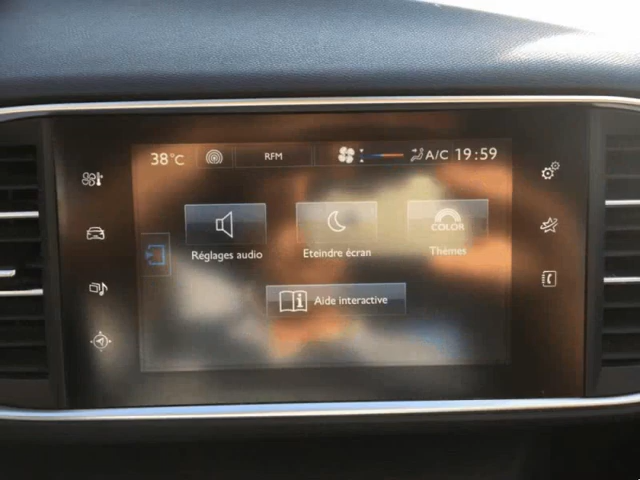 38°C RFM A/C 19:59
COLOR
Réglages audio Eteindre écran Thèmes
i Aide interactive